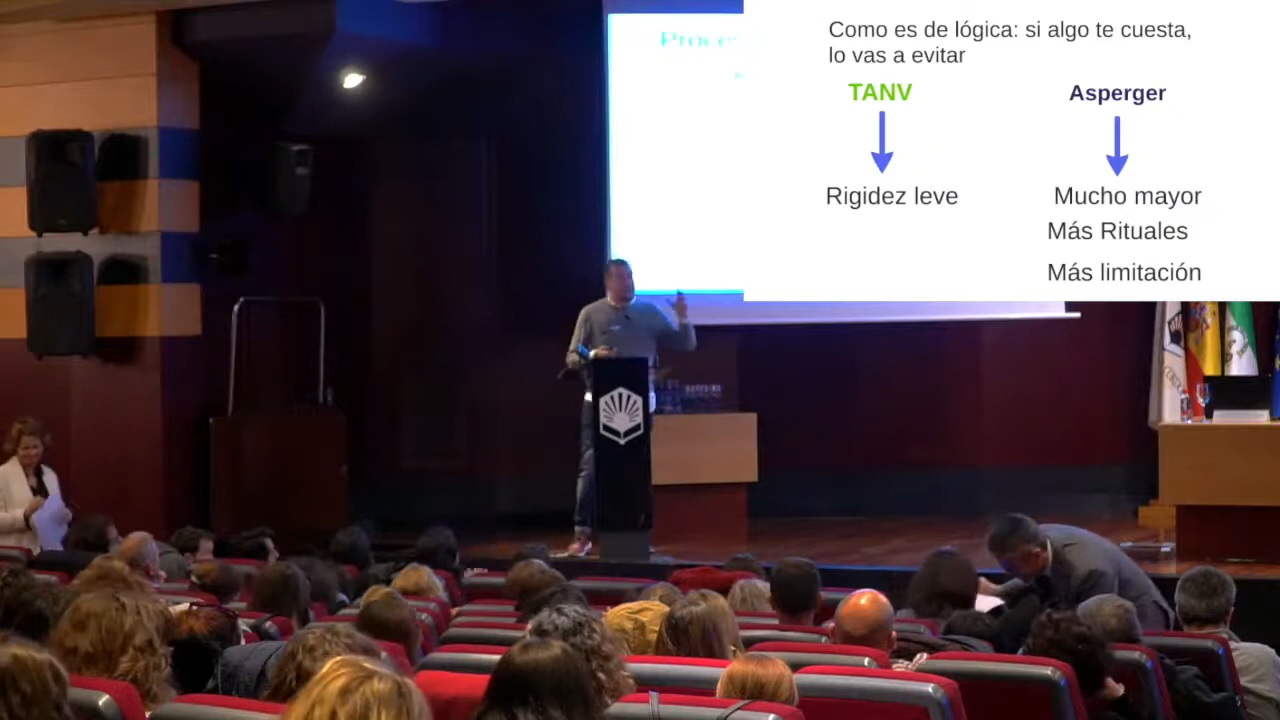 Como es de lógica: si algo te cuesta,
lo vas a evitar
TANV
Asperger
Rigidez leve
Mucho mayor
Más Rituales
Más limitación